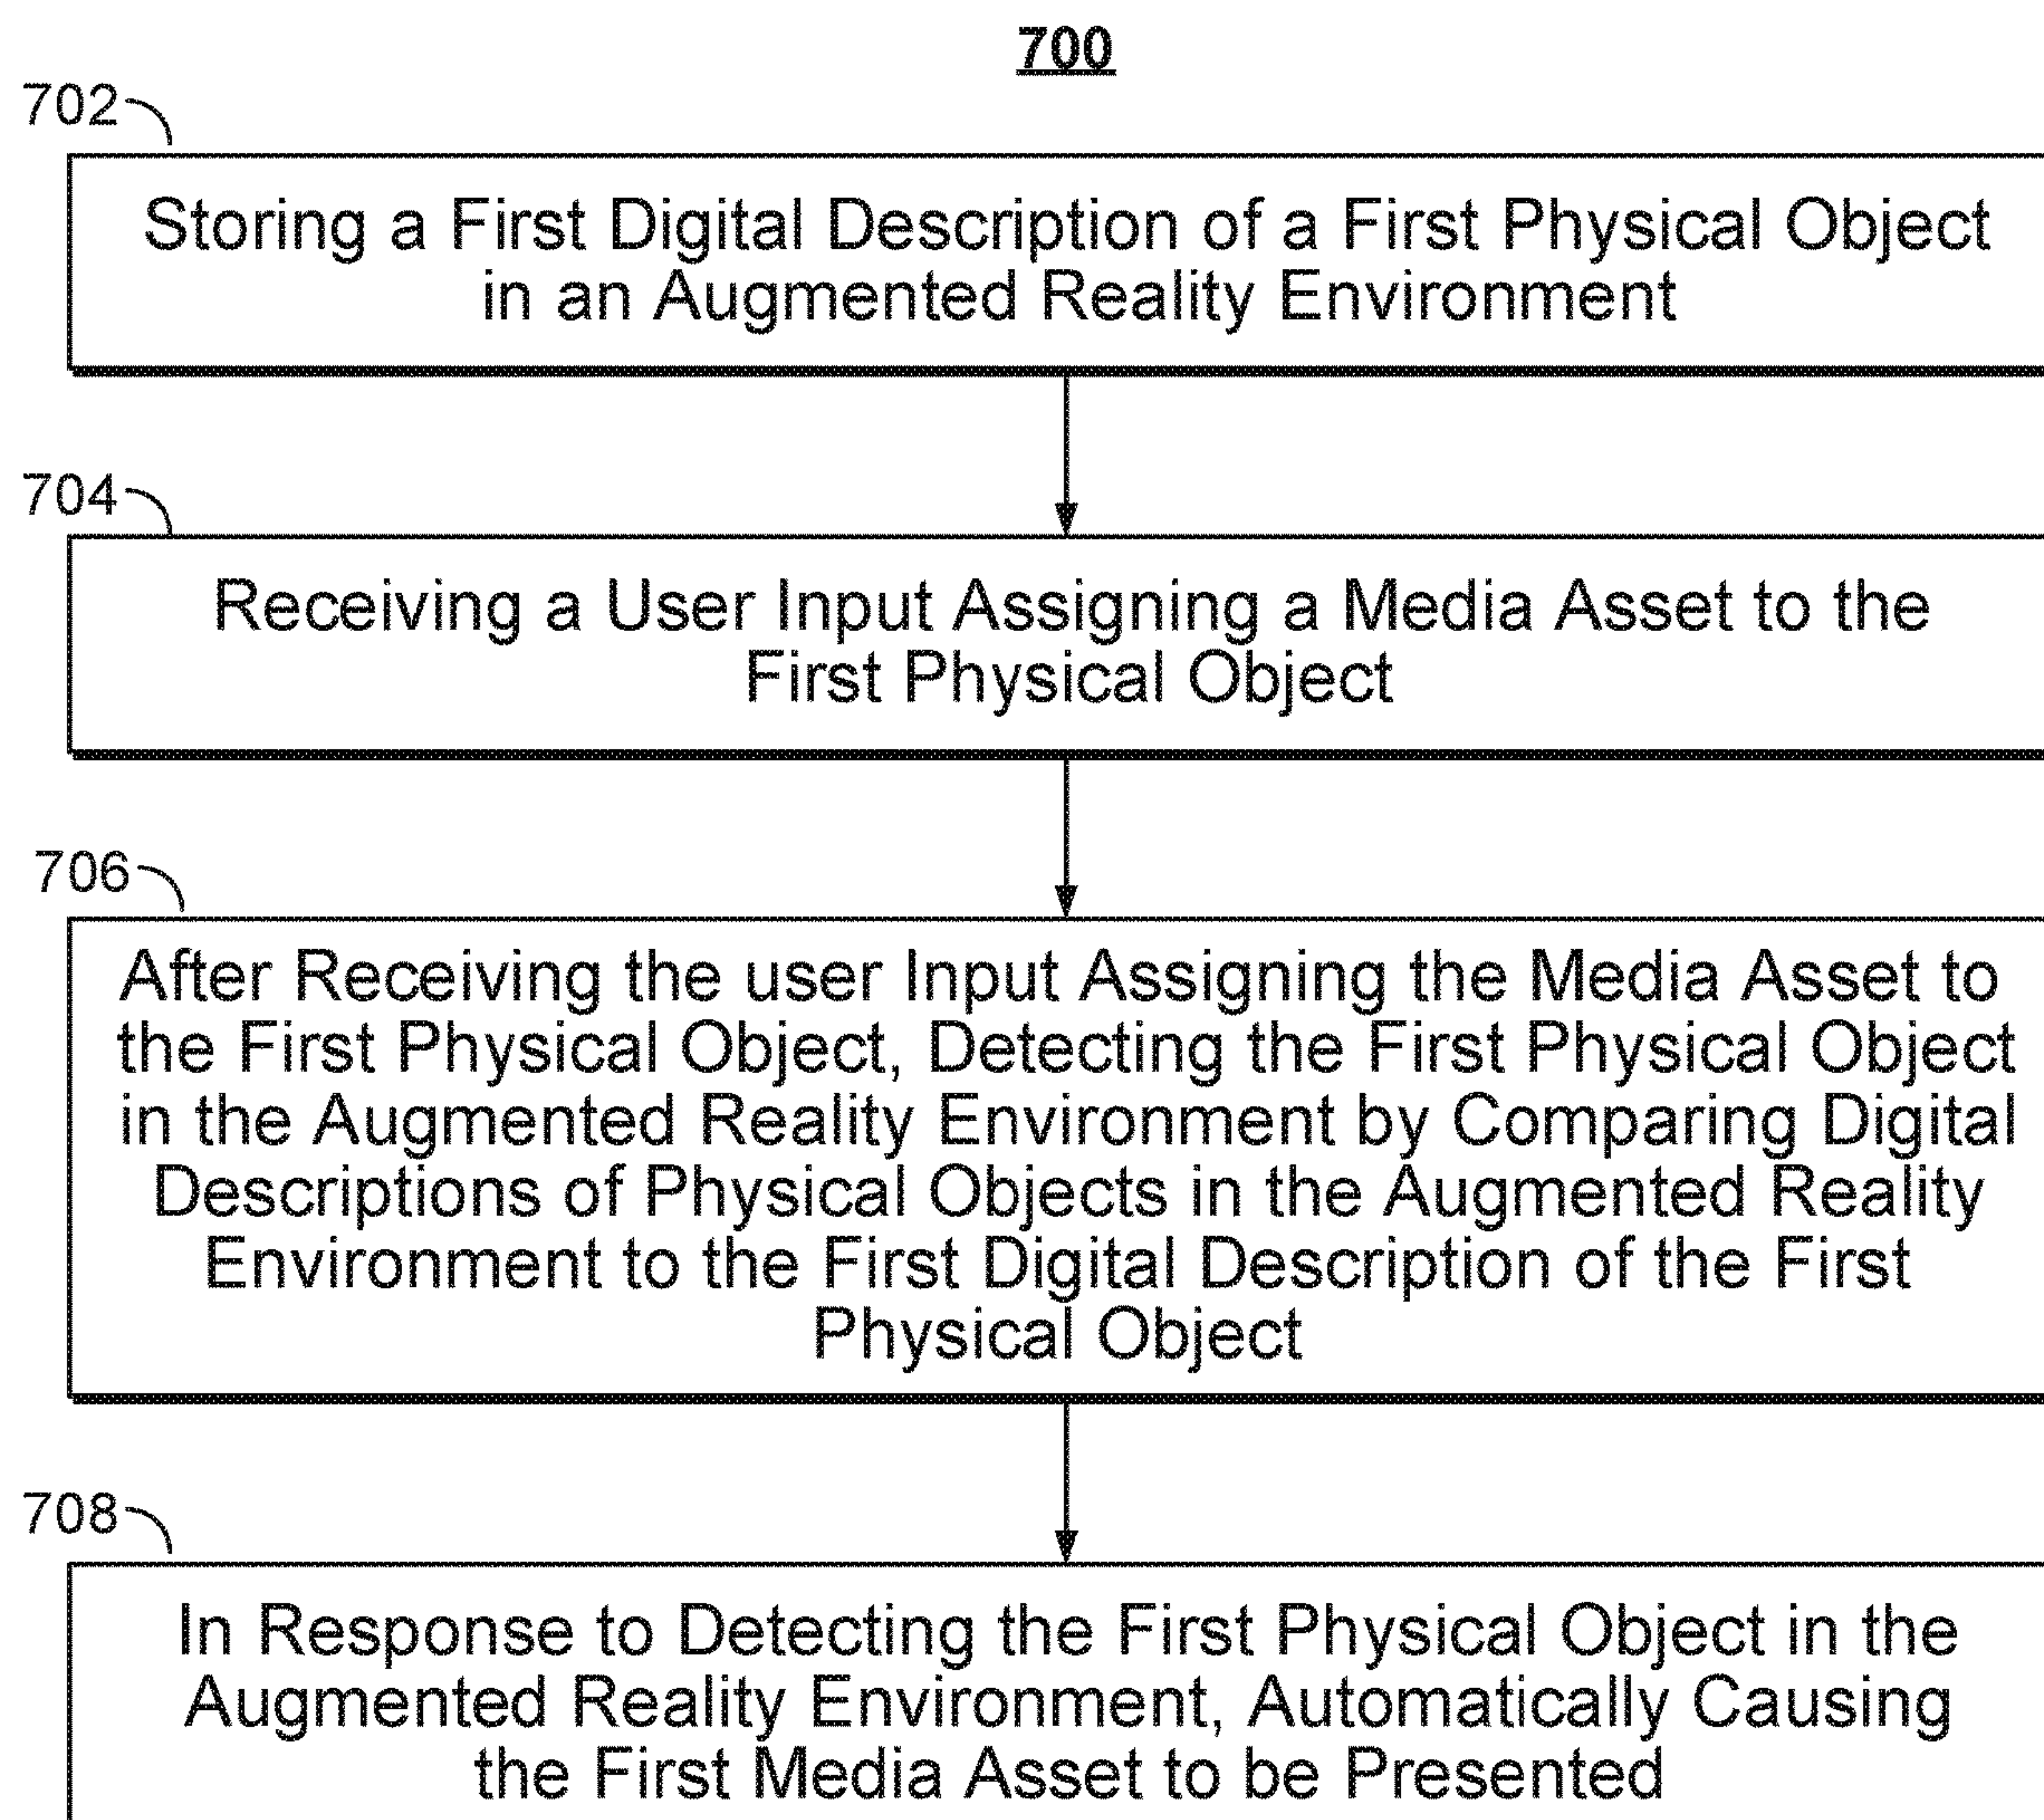 700
702
Storing a First Digital Description of a First Physical Object
in an Augmented Reality Environment
704
Receiving a User Input Assigning a Media Asset to the
First Physical Object
706
After Receiving the user Input Assigning the Media Asset to
the First Physical Object, Detecting the First Physical Object
in the Augmented Reality Environment by Comparing Digital
Descriptions of Physical Objects in the Augmented Reality
Environment to the First Digital Description of the First
Physical Object
708
In Response to Detecting the First Physical Object in the
Augmented Reality Environment, Automatically Causing
the First Media Asset to be Presented